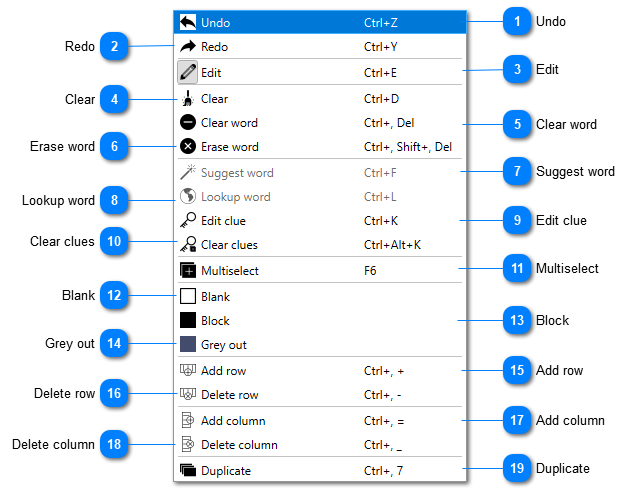 Undo Ctrl+Z 1 Undo
Redo 2 Redo Ctrl+Y
Edit Ctrl+E 3 Edit
Clear 4 Clear Ctrl+D
Clear word Ctrl+, Del 5 Clear word
Erase word 6 Erase word Ctrl+, Shift+, Del
Suggest word Ctrl+F 7 Suggest word
Lookup word 8 Lookup word Ctrl+L
Edit clue Ctrl+K 9 Edit clue
Clear clues 10 Clear clues Ctrl+Alt+K
Multiselect F6 11 Multiselect
Blank 12 Blank
Block 13 Block
Grey out 14 Grey out
Add row Ctrl+, + 15 Add row
Delete row 16 Delete row Ctrl+, -
Add column Ctrl+, = 17 Add column
Delete column 18 Delete column Ctrl+, _
Duplicate Ctrl+, 7 19 Duplicate